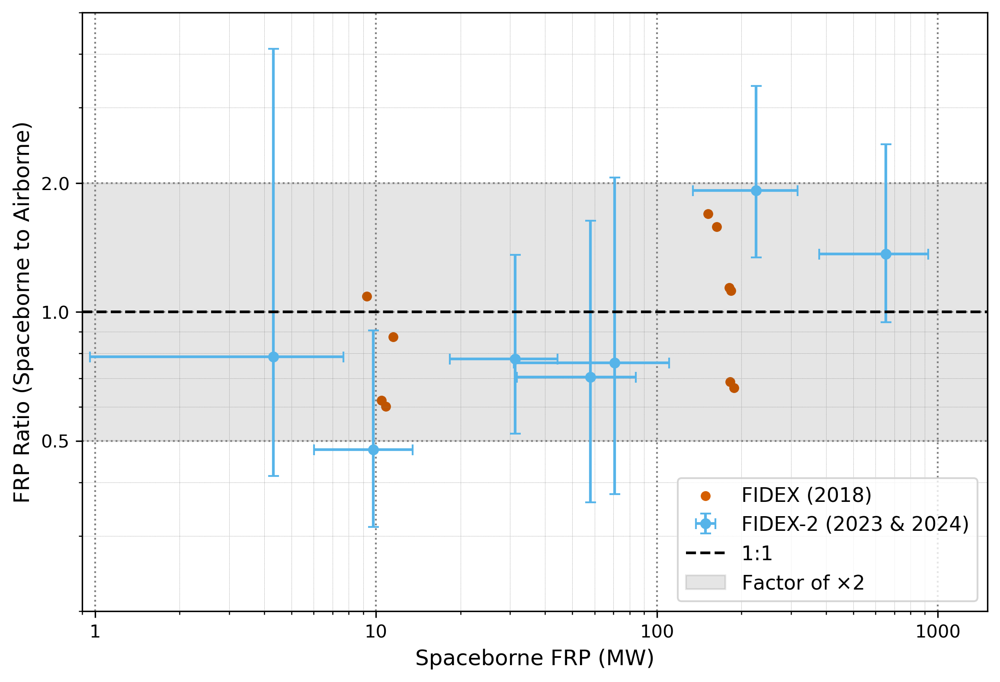 FRP Ratio (Spaceborne to Airborne)
2.0
1.0
0.5
FIDEX (2018)
FIDEX-2 (2023 & 2024)
1:1
Factor of ×2
1
10
100
1000
Spaceborne FRP (MW)